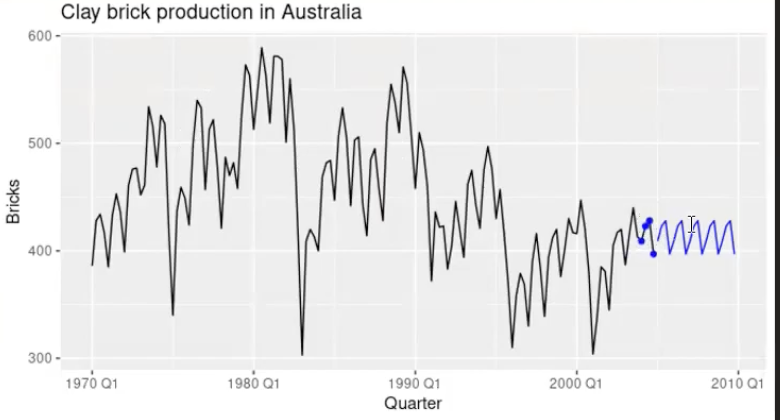 Clay brick production in Australia
600
500
400
300
Bricks
1970 Q1 1980 Q1 1990 Q1 2000 Q1 2010 Q1
Quarter